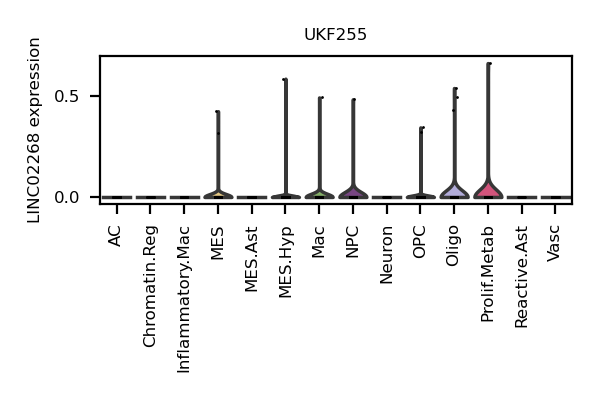 UKF255
LINC02268 expression
0.5
0.0
AC
Chromatin.Reg
Inflammatory.Mac
MES
MES.Ast
MES.Hyp
Mac
NPC
Neuron
OPC
Oligo
Prolif.Metab
Reactive.Ast
Vasc